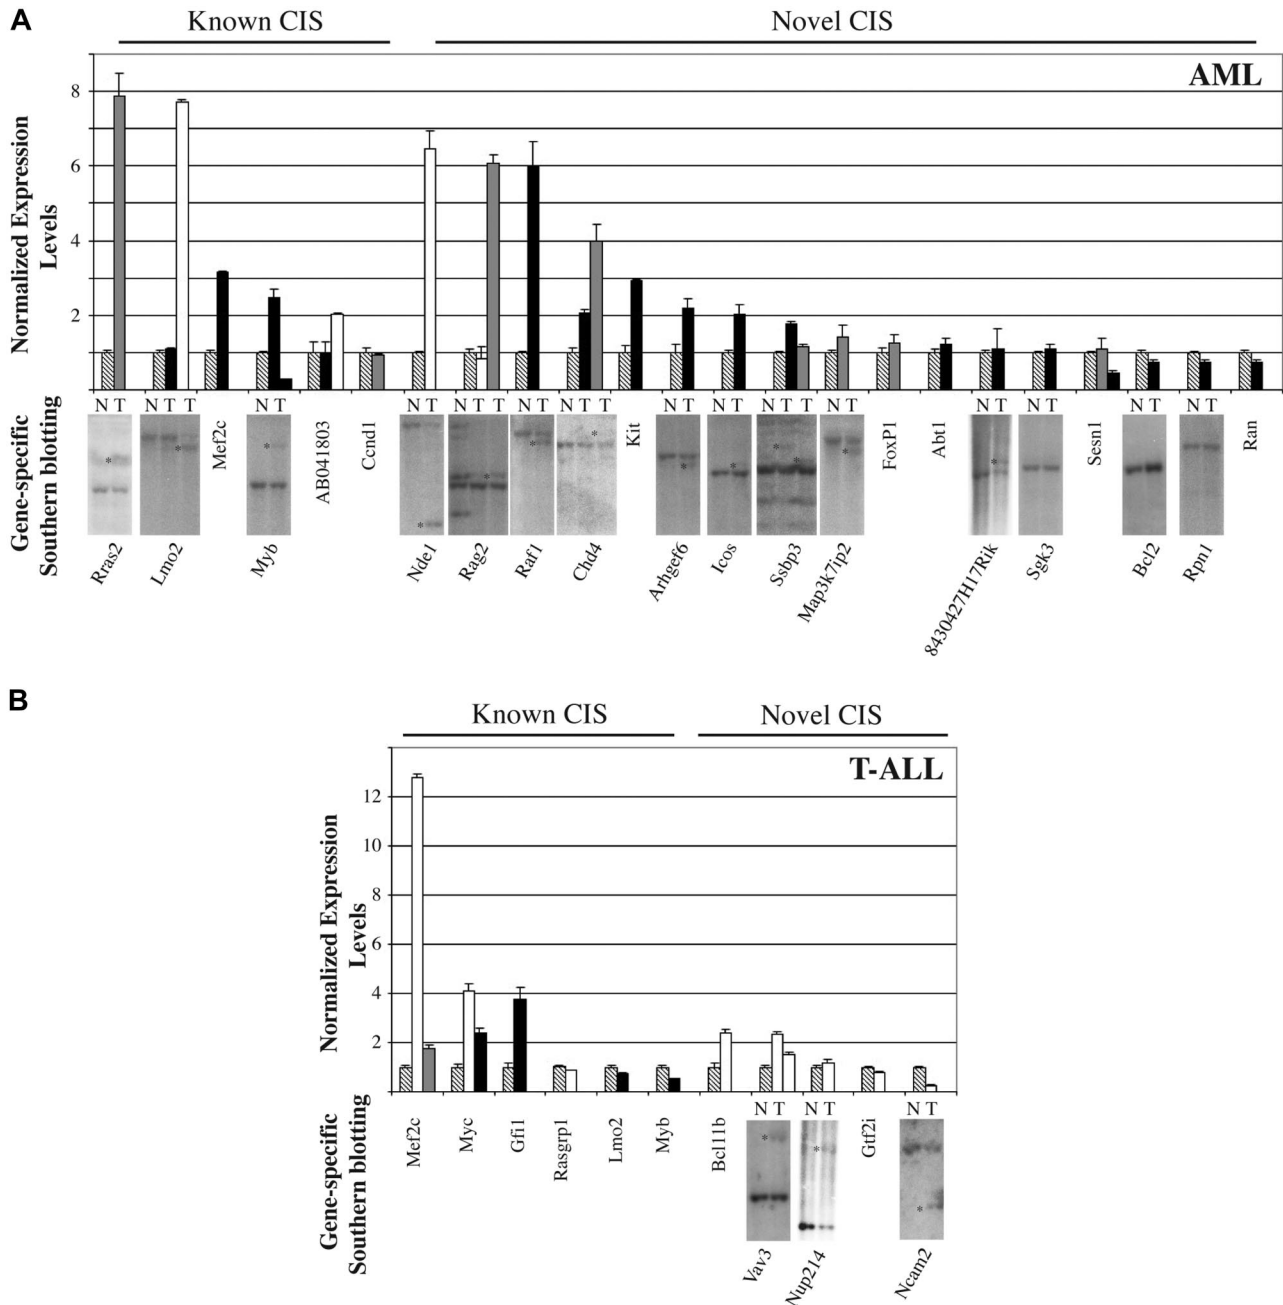 A
Known CIS
Novel CIS
AML
Normalized Expression
Levels
8
6
4
2
N T
N T T
N T
N T
N T T
N T
N T T
N T
N T
N T T
N T
N T
N T
N T
N T
Gene-specific
Southern blotting
Rras2
Lmo2
Mef2c
Myb
AB041803
Ccnd1
Nde1
Rag2
Raf1
Chd4
Kit
Arhgef6
Icos
Ssbp3
Map3k7ip2
FoxP1
Abt1
8430427H17Rik
Sgk3
Sesn1
Bcl2
Rpn1
Ran
B
Known CIS
Novel CIS
T-ALL
Normalized Expression
Levels
12
10
8
6
4
2
N T
N T
N T
Gene-specific
Southern blotting
Mef2c
Myc
Gfi1
Rasgrp1
Lmo2
Myb
Bcl11b
Vav3
Nup214
Gtf2i
Ncam2